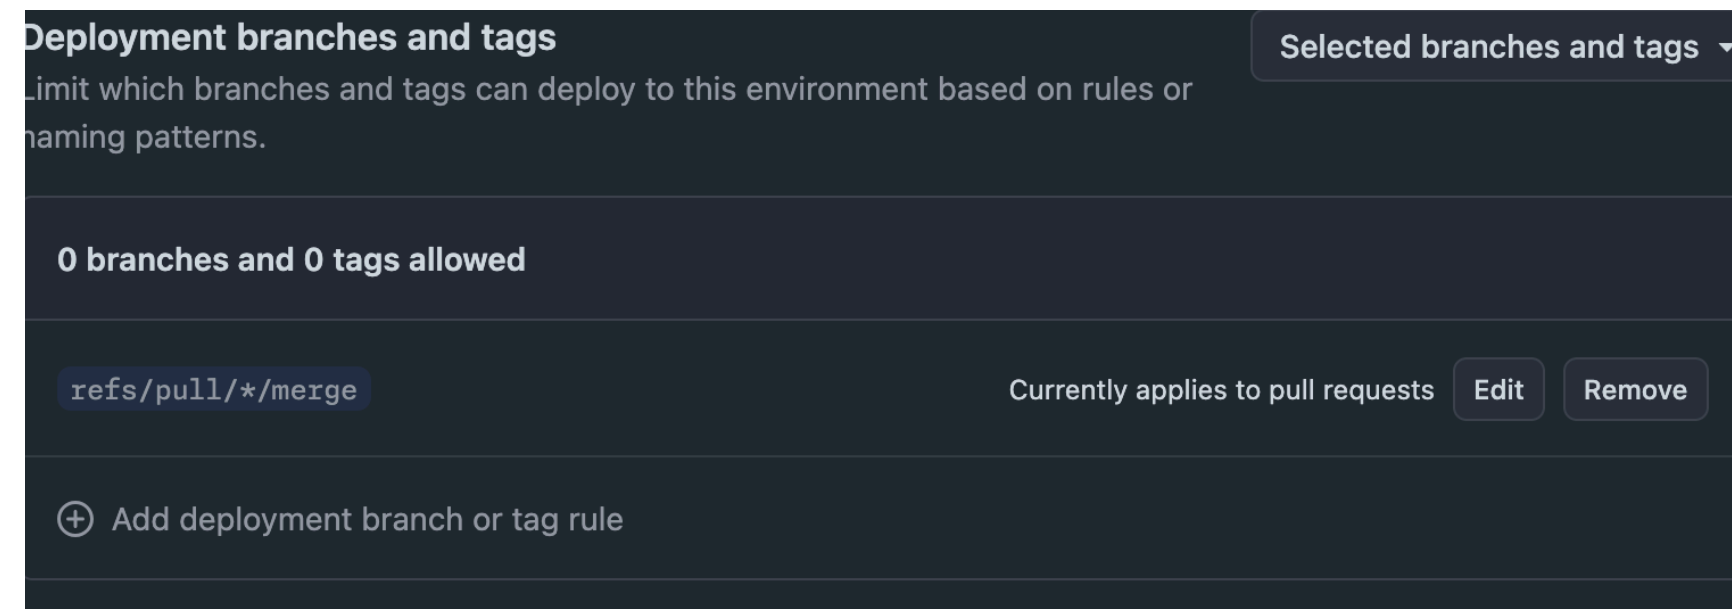 Deployment branches and tags
Selected branches and tags
Limit which branches and tags can deploy to this environment based on rules or
naming patterns.
0 branches and 0 tags allowed
refs/pull/*/merge
Currently applies to pull requests
Edit
Remove
Add deployment branch or tag rule